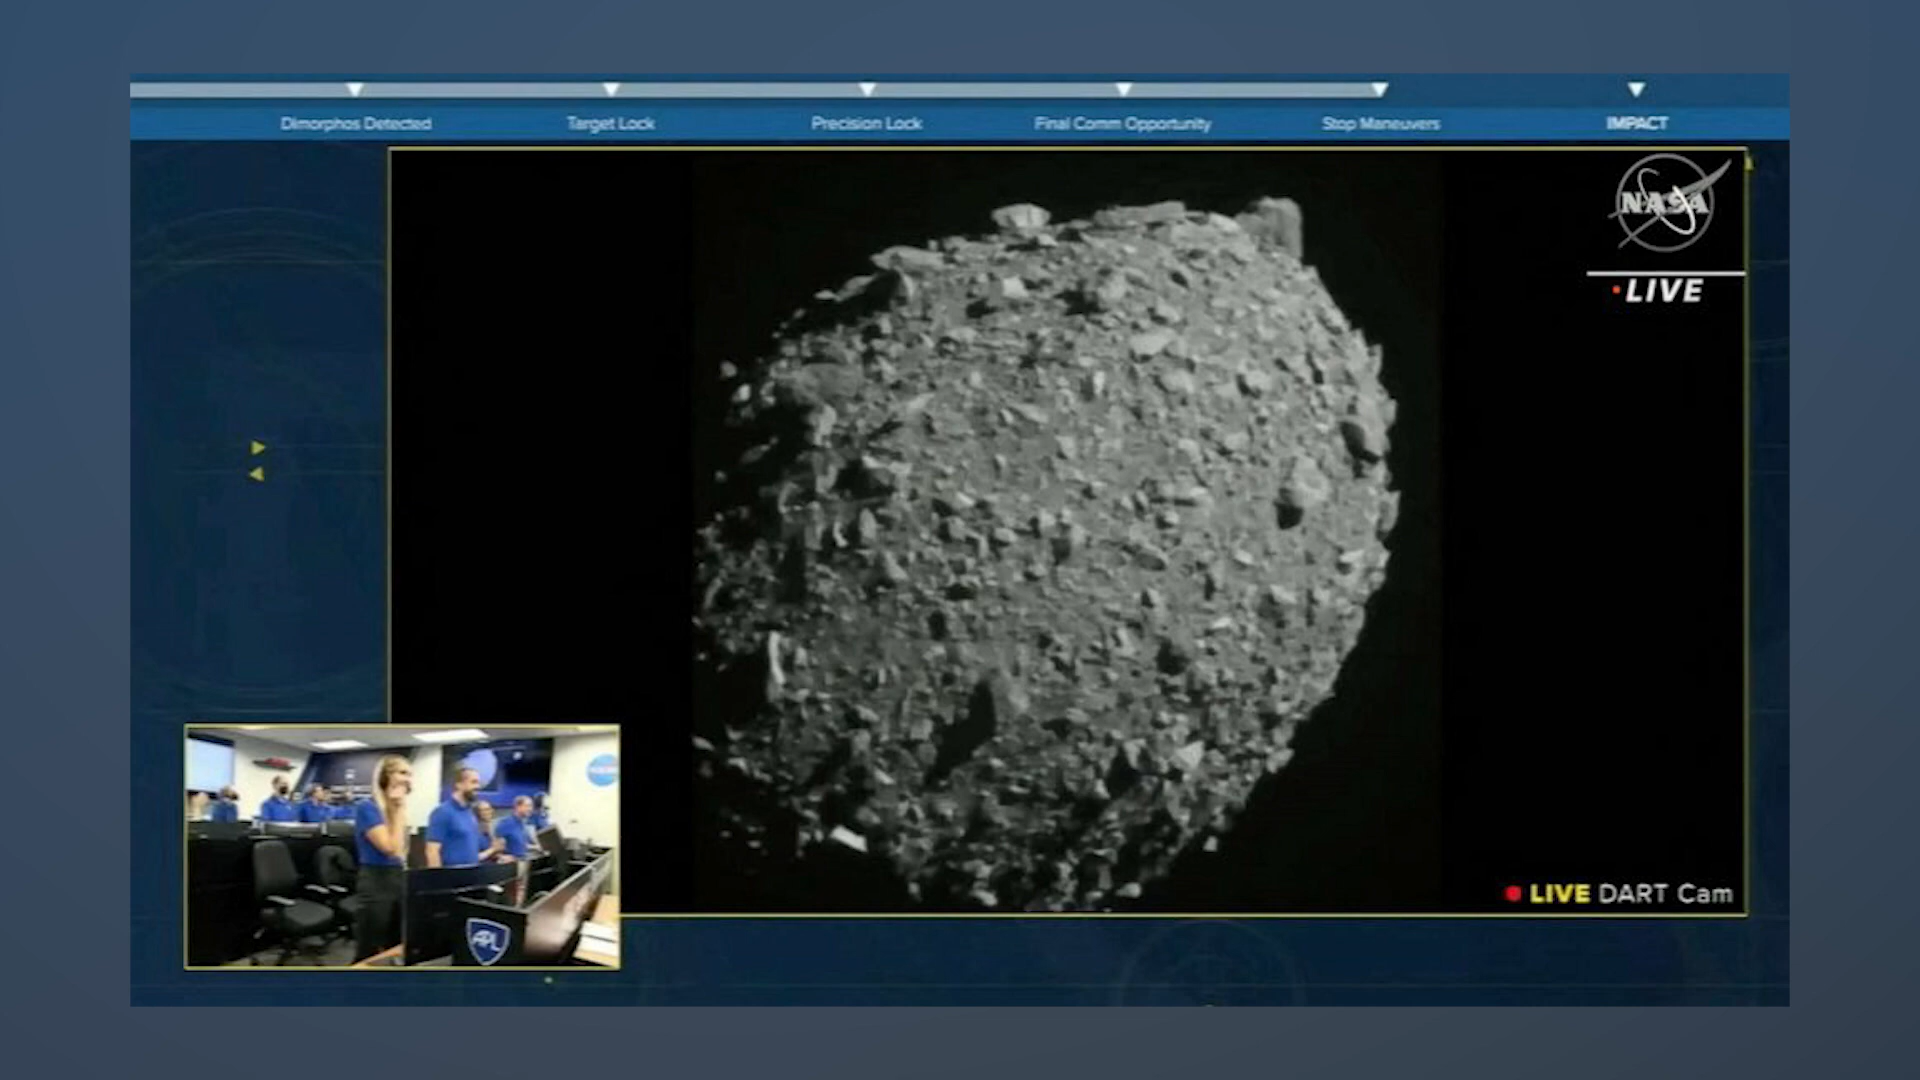 Dimorphos Detected
Target Lock
Precision Lock
Final Comm Opportunity
Stop Maneuvers
IMPACT
NASA
LIVE
LIVE DART Cam
APL